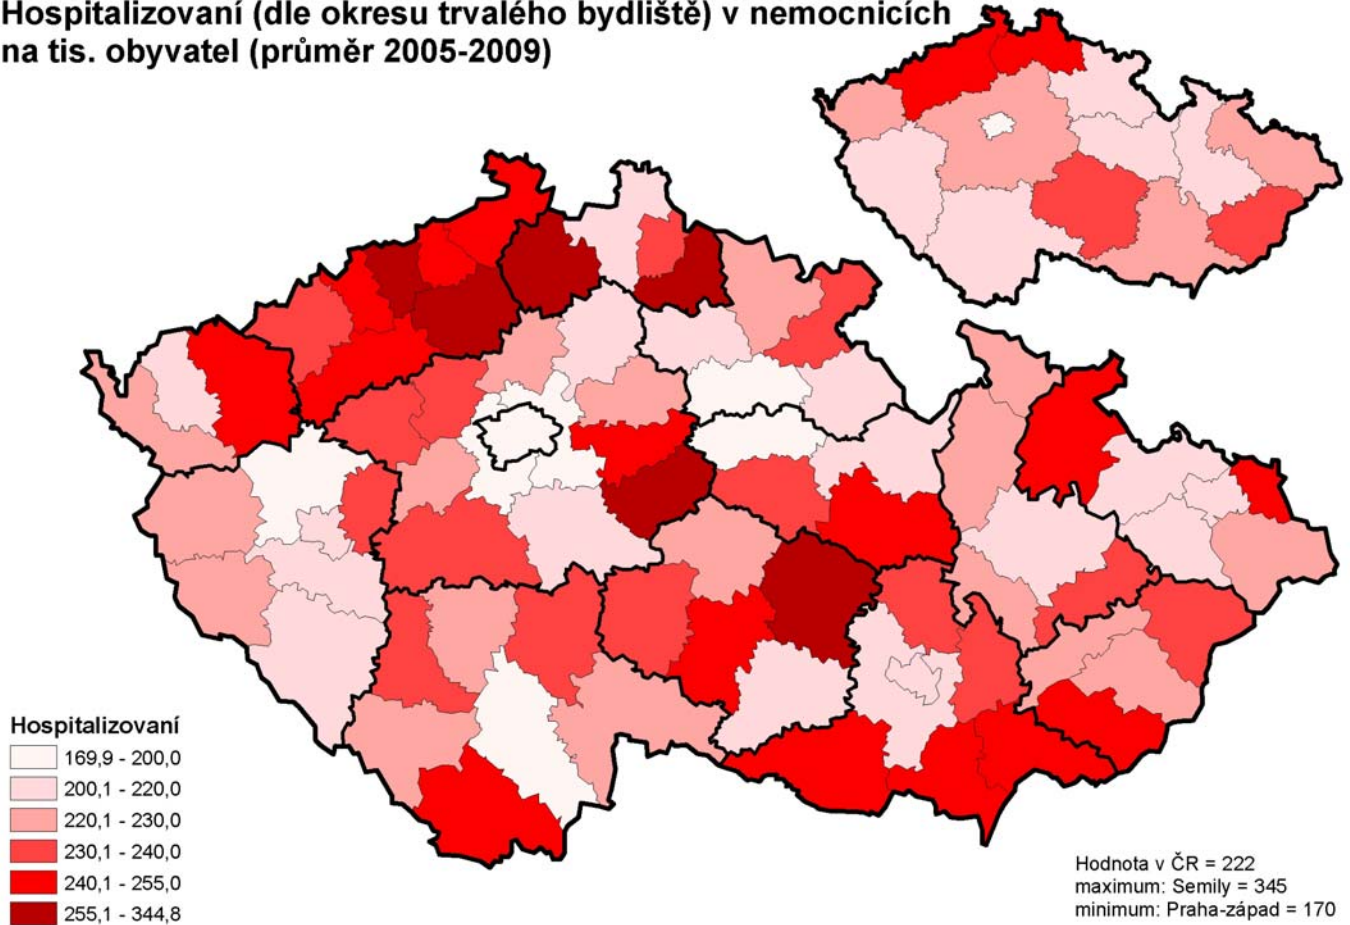 Hospitalizovaní (dle okresu trvalého bydliště) v nemocnicích
na tis. obyvatel (průměr 2005-2009)
Hospitalizovaní
169,9 - 200,0
200,1 - 220,0
220,1 - 230,0
230,1 - 240,0
240,1 - 255,0
255,1 - 344,8
Hodnota v ČR = 222
maximum: Semily = 345
minimum: Praha-západ = 170